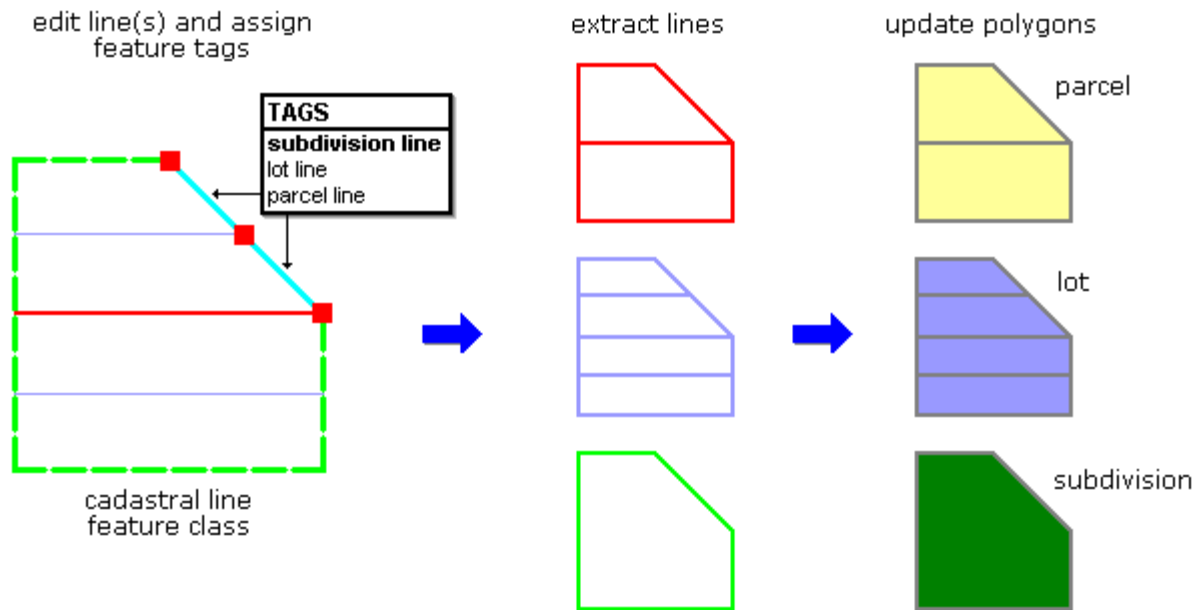 edit line(s) and assign
feature tags
extract lines
update polygons
TAGS
subdivision line
lot line
parcel line
parcel
lot
subdivision
cadastral line
feature class